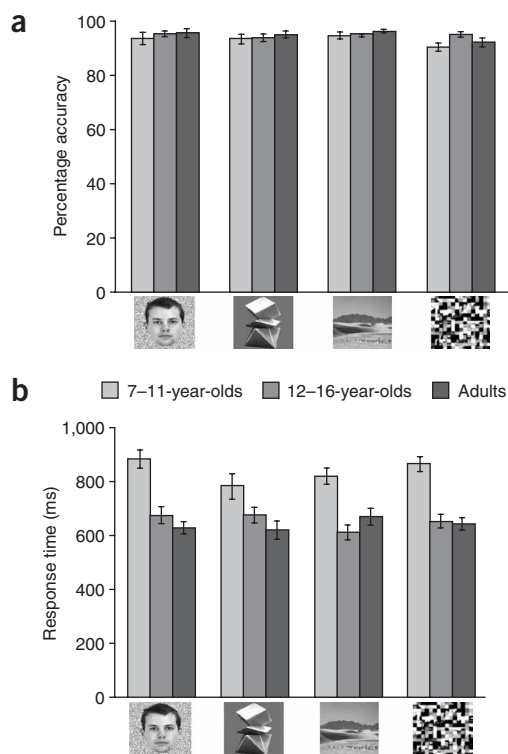 a
Percentage accuracy
100
80
60
40
20
0
7–11-year-olds 12–16-year-olds Adults
b
Response time (ms)
1,000
800
600
400
200
0